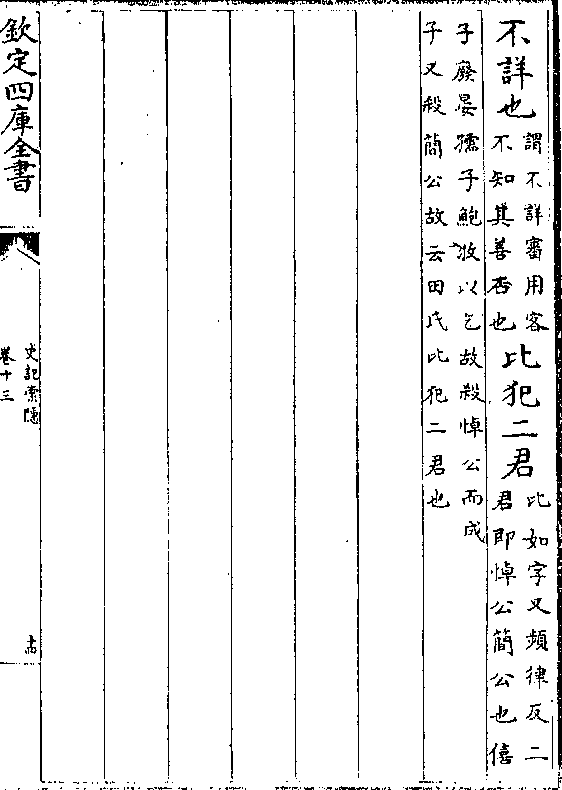 不詳也謂不詳審用客
不知其善否也比犯二君比如字又頻律反二
君即悼公簡公也僖
子廢晏孺子鮑牧以乞故殺悼公而成
子又殺簡公故云田氏比犯二君也
欽定四庫全書
史記索隱
卷十三
十四